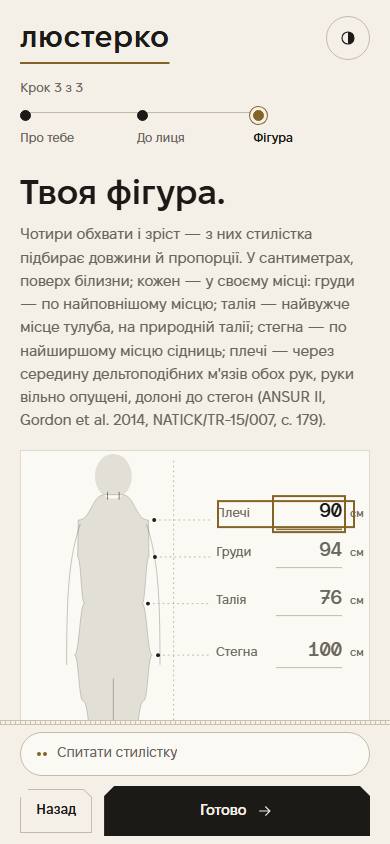 люстерко
Крок 3 з 3
Про тебе До лиця Фігура
Твоя фігура.
Чотири обхвати і зріст — з них стилістка
підбирає довжини й пропорції. У сантиметрах,
поверх білизни; кожен — у своєму місці: груди
— по найповнішому місцю; талія — найвужче
місце тулуба, на природній талії; стегна — по
найширшому місцю сідниць; плечі — через
середину дельтоподібних м'язів обох рук, руки
вільно опущені, долоні до стегон (ANSUR II,
Gordon et al. 2014, NATICK/TR-15/007, с. 179).
Плечі 90 см
Груди 94 см
Талія 76 см
Стегна 100 см
Спитати стилістку
Назад Готово →